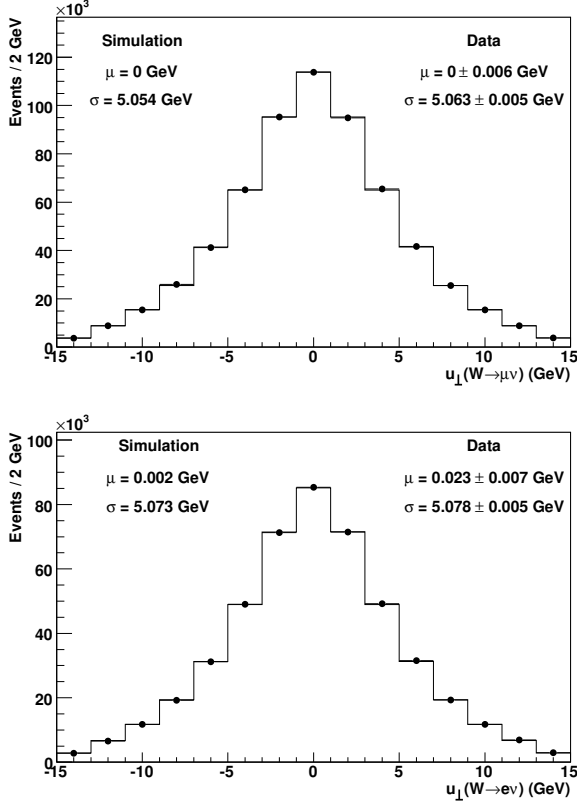 ×10³
Events / 2 GeV
Simulation
μ = 0 GeV
σ = 5.054 GeV
Data
μ = 0 ± 0.006 GeV
σ = 5.063 ± 0.005 GeV
120
100
80
60
40
20
0
-15 -10 -5 0 5 10 15
u⊥(W→μν) (GeV)
×10³
Events / 2 GeV
Simulation
μ = 0.002 GeV
σ = 5.073 GeV
Data
μ = 0.023 ± 0.007 GeV
σ = 5.078 ± 0.005 GeV
100
80
60
40
20
0
-15 -10 -5 0 5 10 15
u⊥(W→eν) (GeV)